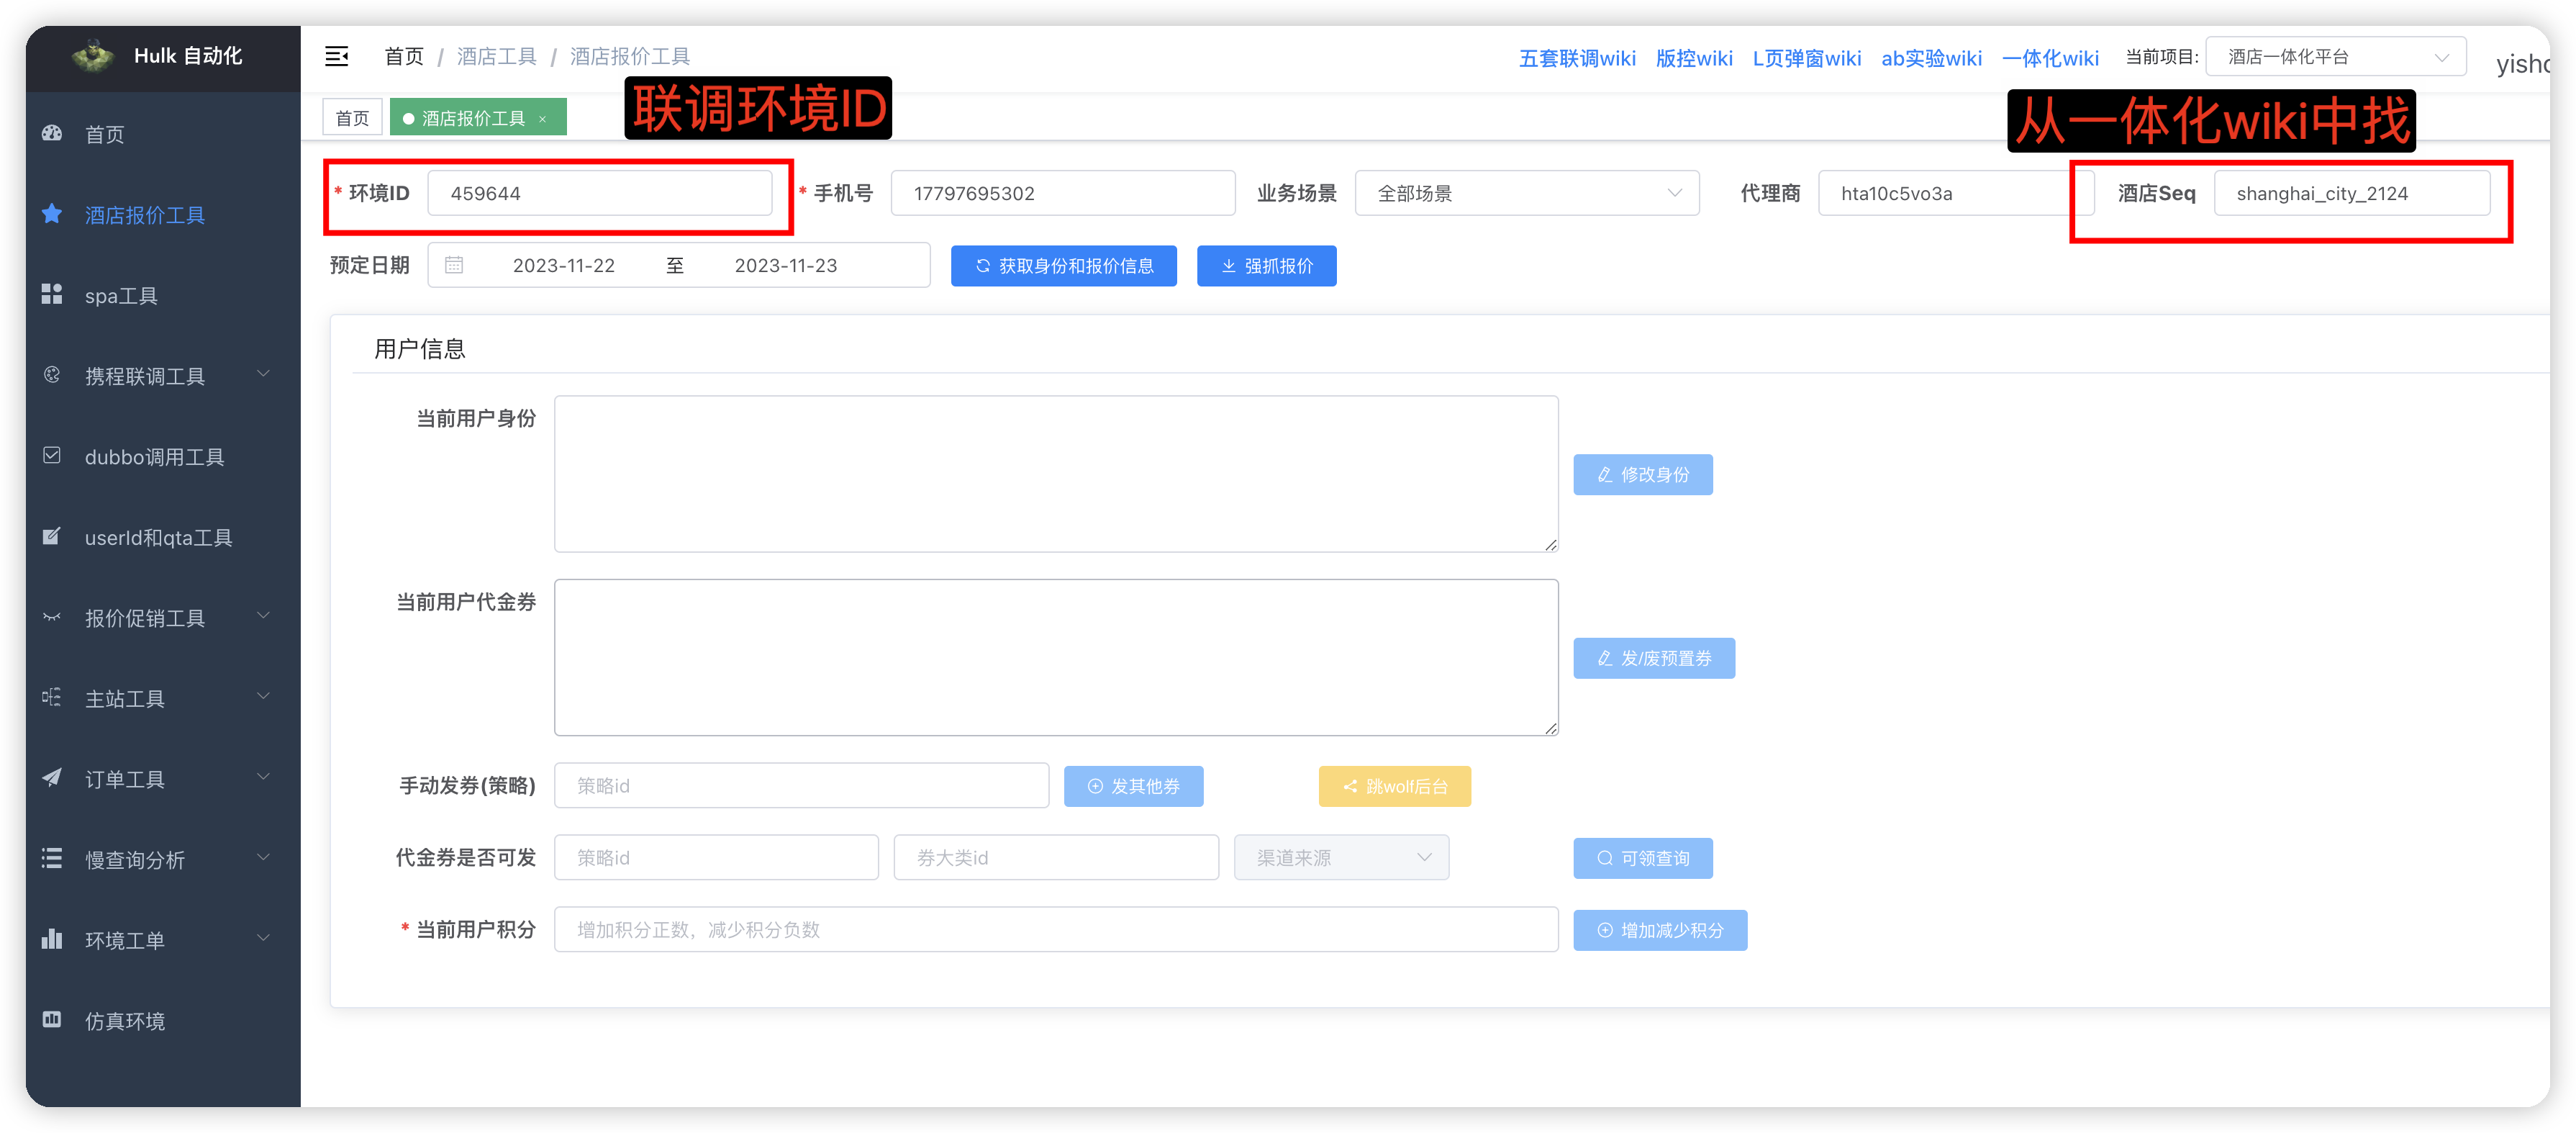 Hulk 自动化
首页 / 酒店工具 / 酒店报价工具
五套联调wiki 版控wiki L页弹窗wiki ab实验wiki 一体化wiki 当前项目: 酒店一体化平台
首页 酒店报价工具 ×
联调环境ID
从一体化wiki中找
首页
酒店报价工具
spa工具
携程联调工具
dubbo调用工具
userId和qta工具
报价促销工具
主站工具
订单工具
慢查询分析
环境工单
仿真环境
* 环境ID 459644 * 手机号 17797695302 业务场景 全部场景 代理商 hta10c5vo3a 酒店Seq shanghai_city_2124
预定日期 2023-11-22 至 2023-11-23 获取身份和报价信息 强抓报价
用户信息
当前用户身份
修改身份
当前用户代金券
发/废预置券
手动发券(策略) 策略id 发其他券 跳wolf后台
代金券是否可发 策略id 券大类id 渠道来源 可领查询
* 当前用户积分 增加积分正数，减少积分负数 增加减少积分